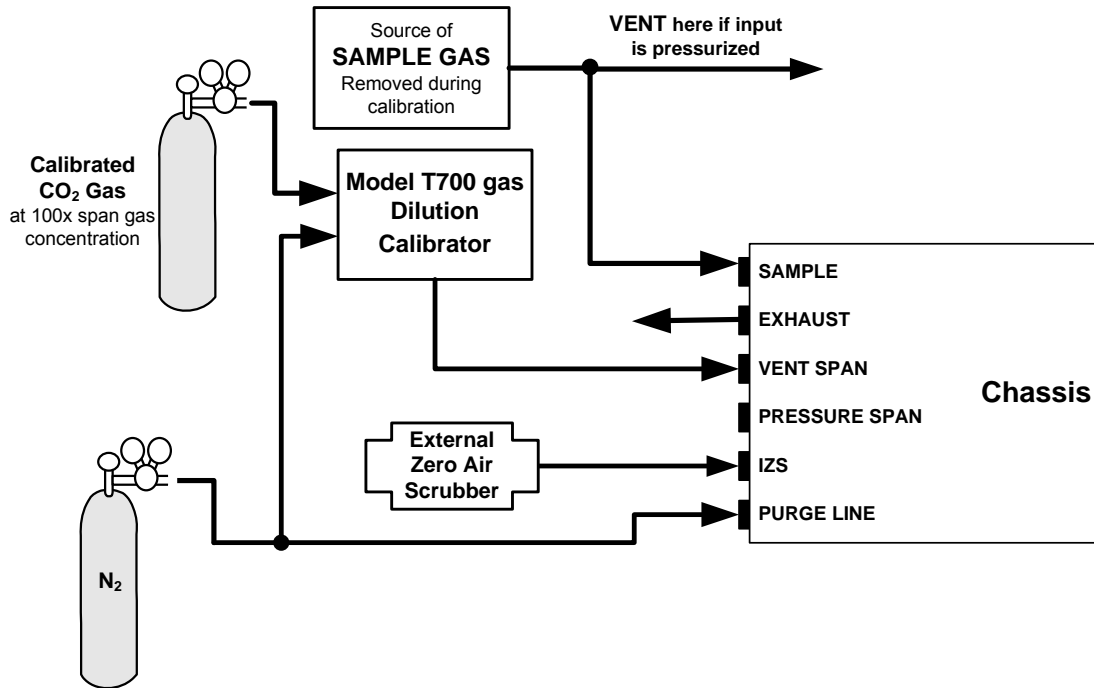 Source of
SAMPLE GAS
Removed during
calibration
VENT here if input
is pressurized
Calibrated
CO₂ Gas
at 100x span gas
concentration
Model T700 gas
Dilution
Calibrator
SAMPLE
EXHAUST
VENT SPAN
PRESSURE SPAN
IZS
PURGE LINE
Chassis
External
Zero Air
Scrubber
N₂